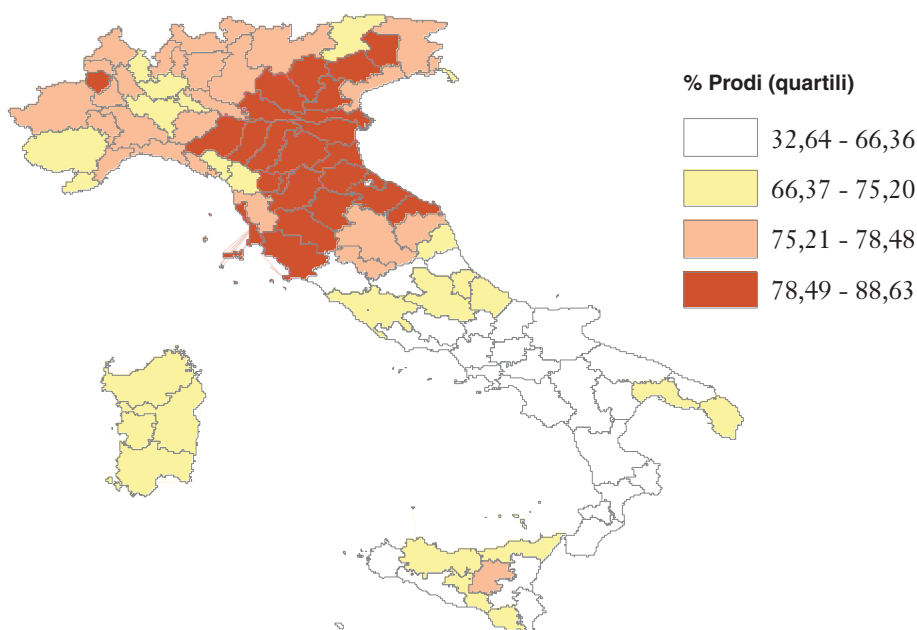 % Prodi (quartili)
32,64 - 66,36
66,37 - 75,20
75,21 - 78,48
78,49 - 88,63